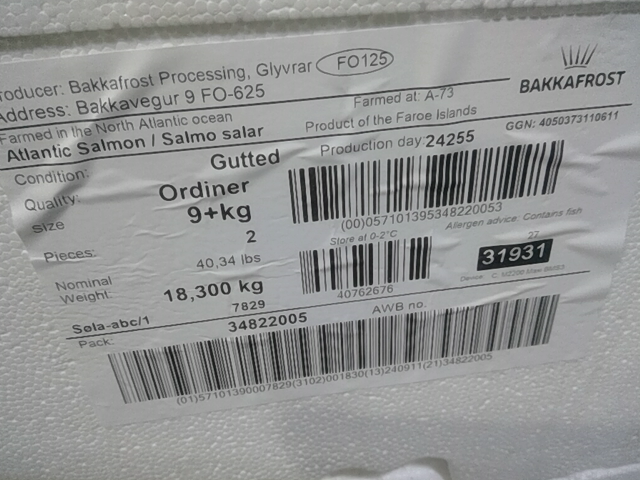 roducer: Bakkafrost Processing, Glyvrar FO125
Address: Bakkavegur 9 FO-625
BAKKAFROST
Farmed in the North Atlantic ocean
Farmed at: A-73
Atlantic Salmon / Salmo salar
Product of the Faroe Islands
GGN: 4050373110611
Condition: Gutted
Production day: 24255
Quality: Ordiner
Size 9+kg
(00)057101395348220053
Pieces: 2
Store at 0-2°C
Allergen advice: Contains fish
40,34 lbs
27
31931
Nominal Weight: 18,300 kg
40762676
7829
Sola-abc/1
34822005
AWB no.
Pack:
(01)57101390007829(3102)001830(13)240911(21)34822005